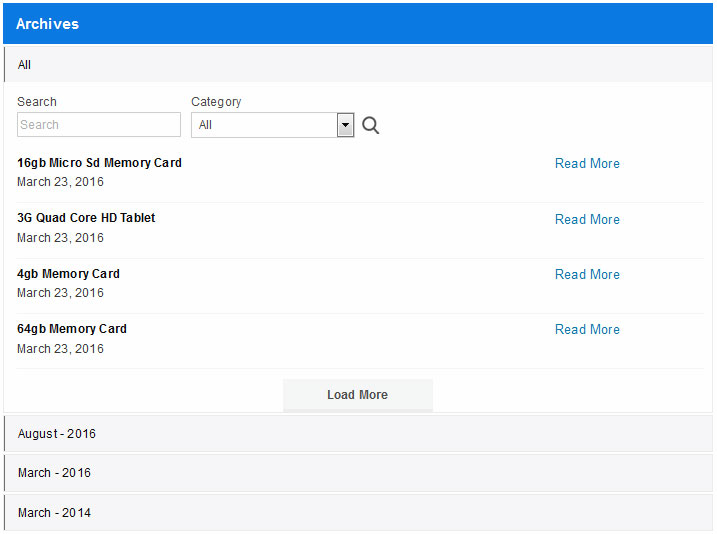 Archives
All
Search Category
Search All
16gb Micro Sd Memory Card Read More
March 23, 2016
3G Quad Core HD Tablet Read More
March 23, 2016
4gb Memory Card Read More
March 23, 2016
64gb Memory Card Read More
March 23, 2016
Load More
August - 2016
March - 2016
March - 2014